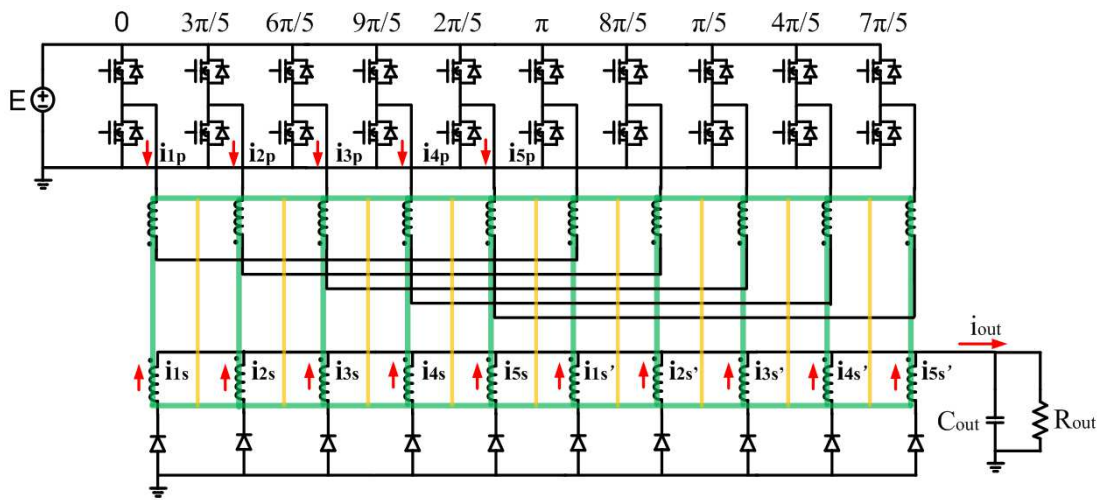 0 3π/5 6π/5 9π/5 2π/5 π 8π/5 π/5 4π/5 7π/5
E
i1p i2p i3p i4p i5p
iout
i1s i2s i3s i4s i5s i1s’ i2s’ i3s’ i4s’ i5s’
Cout Rout